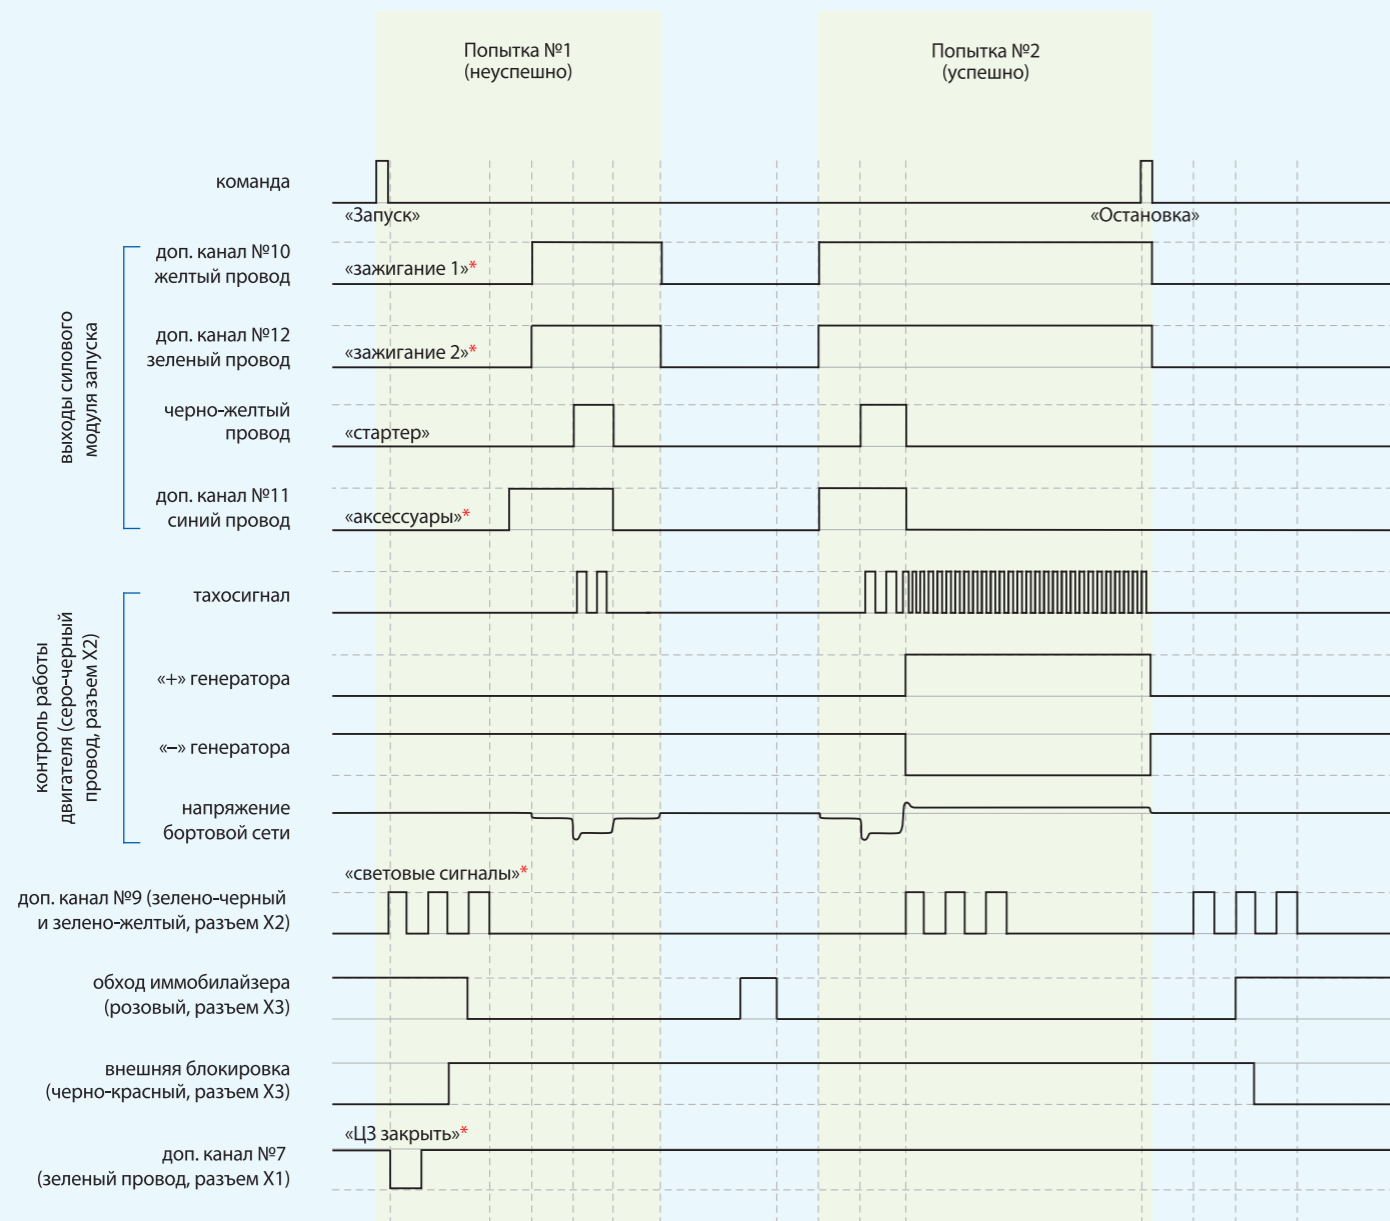 Попытка №1
(неуспешно)
Попытка №2
(успешно)
команда
«Запуск»
«Остановка»
выходы силового
модуля запуска
доп. канал №10
желтый провод
«зажигание 1»*
доп. канал №12
зеленый провод
«зажигание 2»*
черно-желтый
провод
«стартер»
доп. канал №11
синий провод
«аксессуары»*
контроль работы
двигателя (серо-черный
провод, разъем X2)
тахосигнал
«+» генератора
«–» генератора
напряжение
бортовой сети
«световые сигналы»*
доп. канал №9 (зелено-черный
и зелено-желтый, разъем X2)
обход иммобилайзера
(розовый, разъем X3)
внешняя блокировка
(черно-красный, разъем X3)
«ЦЗ закрыть»*
доп. канал №7
(зеленый провод, разъем X1)